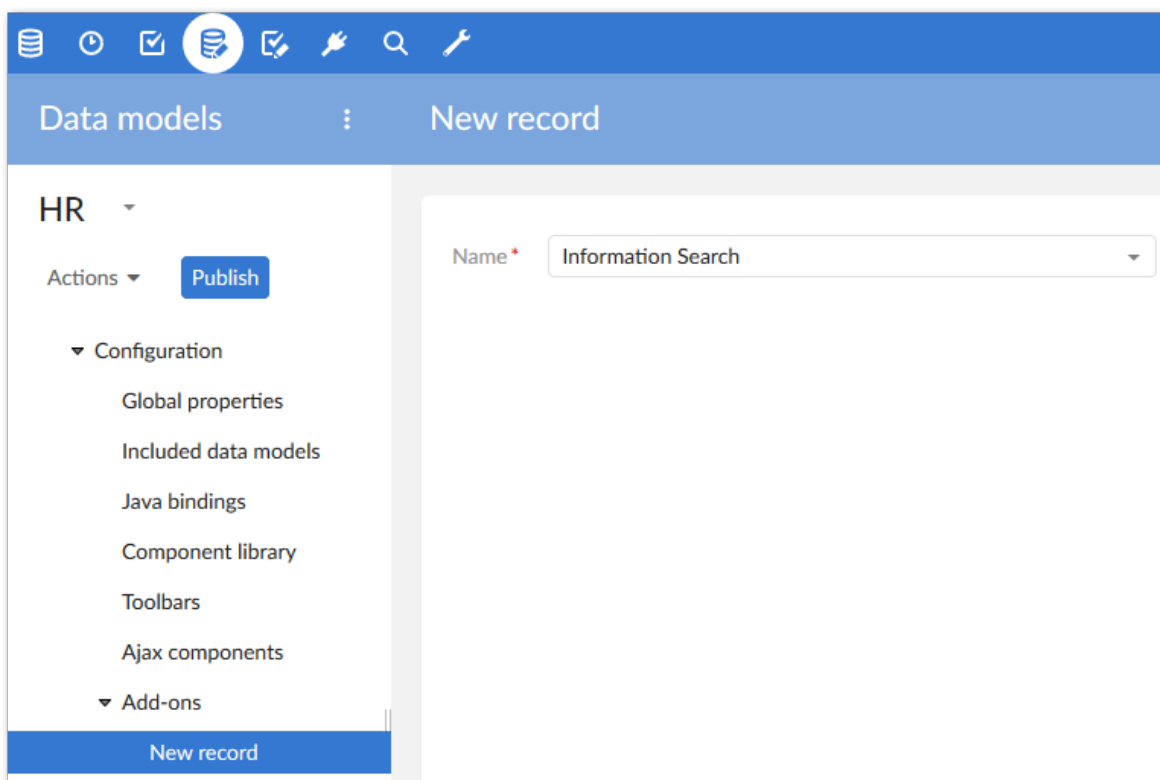 Data models
New record
HR
Name *
Information Search
Actions
Publish
Configuration
Global properties
Included data models
Java bindings
Component library
Toolbars
Ajax components
Add-ons
New record